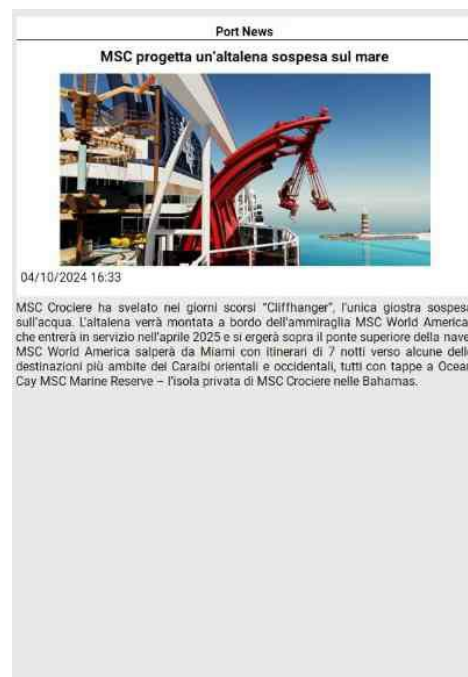 Port News
MSC progetta un'altalena sospesa sul mare
04/10/2024 16:33
MSC Crociere ha svelato nei giorni scorsi "Cliffhanger", l'unica giostra sospesa
sull'acqua. L'altalena verrà montata a bordo dell'ammiraglia MSC World America,
che entrerà in servizio nell'aprile 2025 e si ergerà sopra il ponte superiore della nave.
MSC World America salperà da Miami con itinerari di 7 notti verso alcune delle
destinazioni più ambite dei Caraibi orientali e occidentali, tutti con tappe a Ocean
Cay MSC Marine Reserve – l'isola privata di MSC Crociere nelle Bahamas.